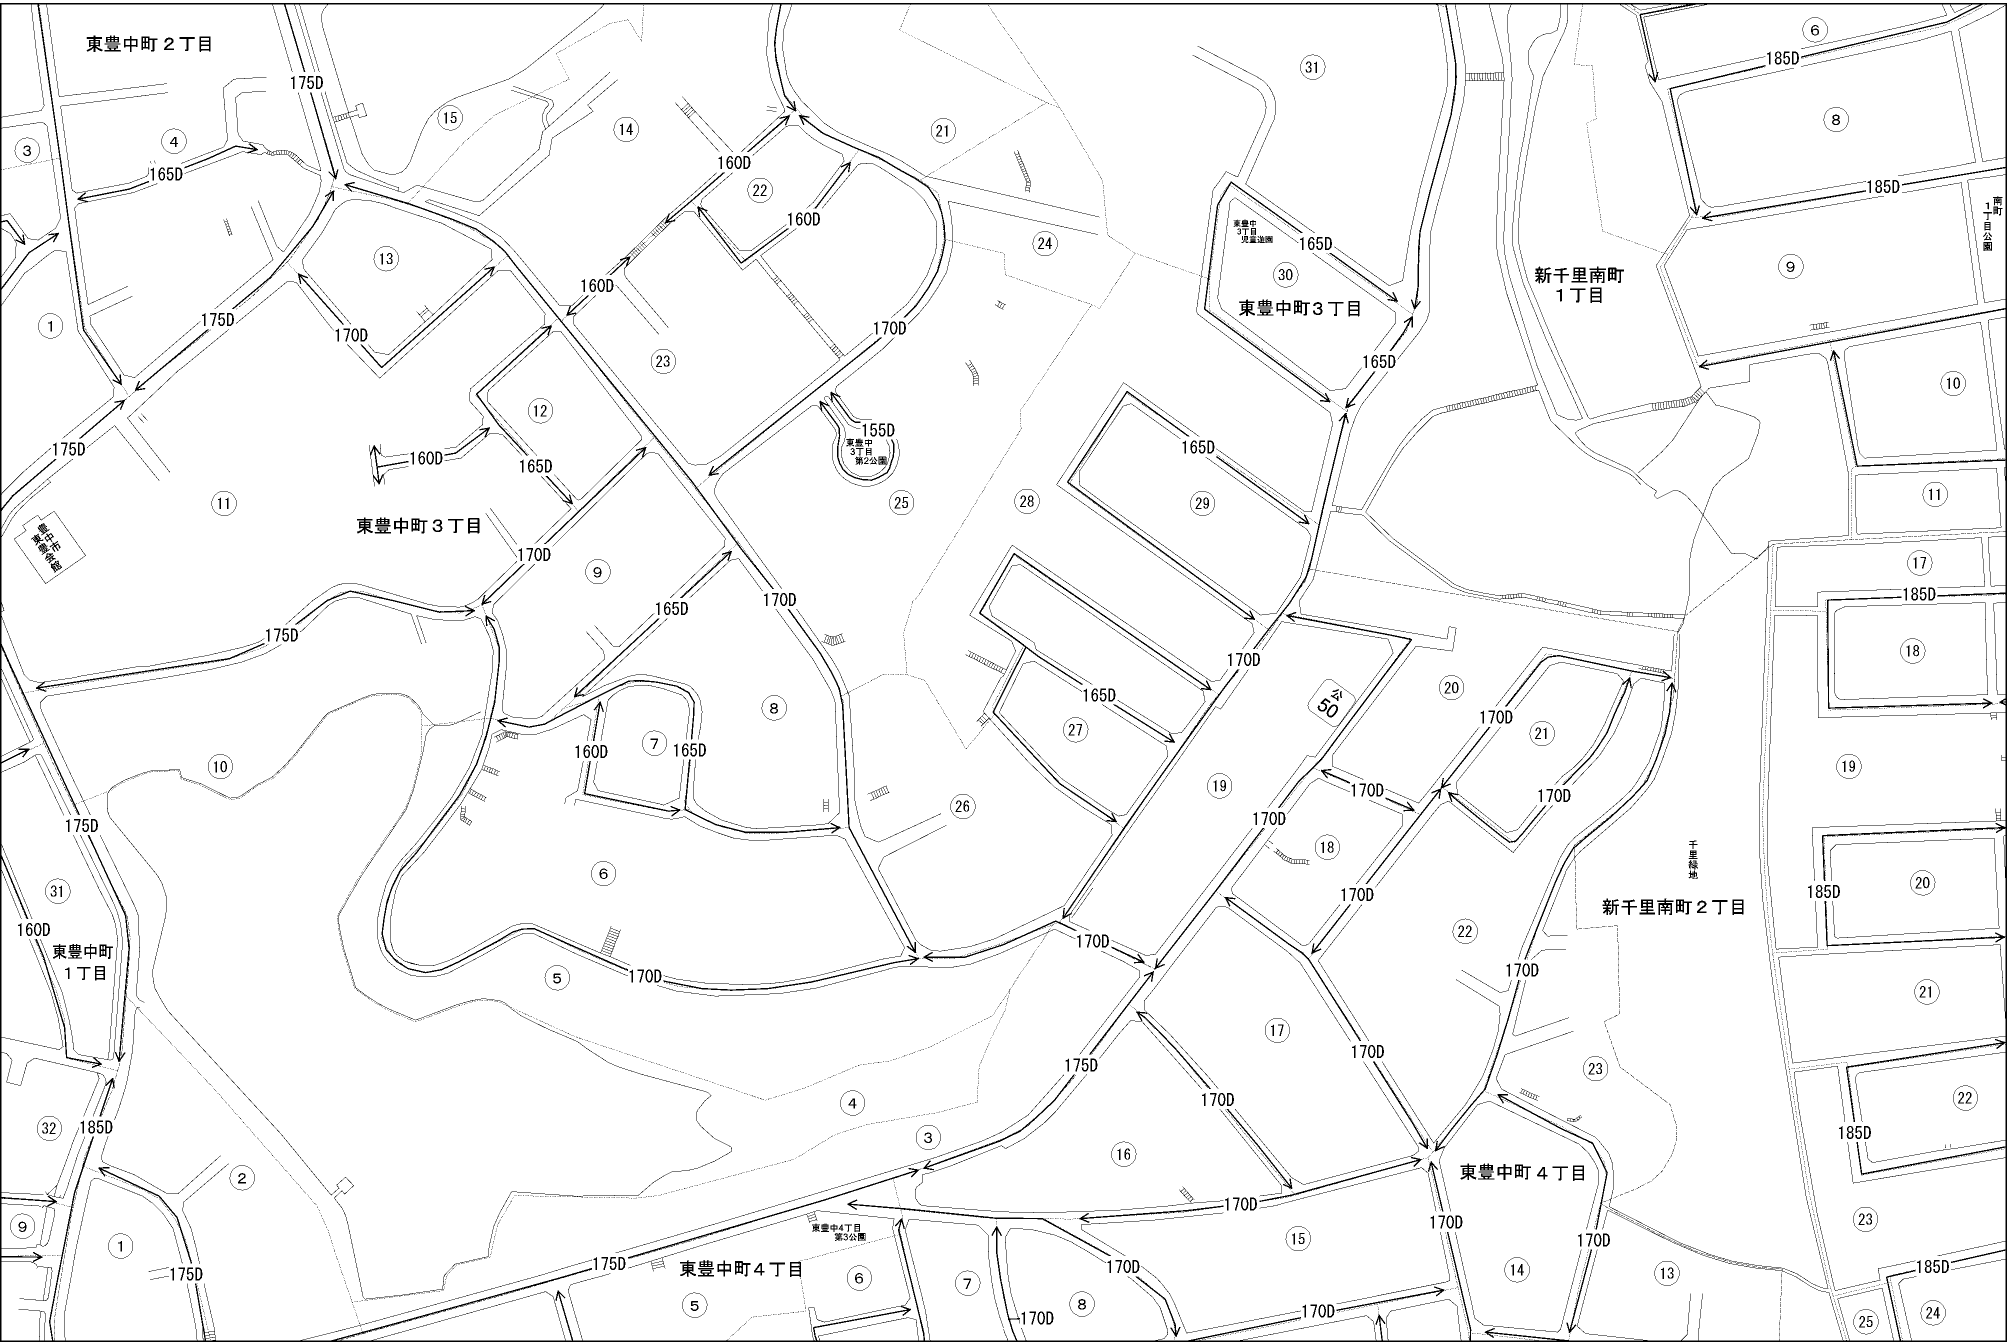 東豊中町２丁目
175D
15
14
31
6
185D
3
4
165D
160D
22
21
8
185D
南町
１丁目公園
13
160D
24
東豊中
3丁目
児童遊園
165D
30
東豊中町３丁目
新千里南町
１丁目
9
1
175D
170D
160D
23
170D
165D
10
12
175D
160D
165D
155D
東豊中
3丁目
第2公園
165D
29
11
11
豊中市
東豊会館
東豊中町３丁目
170D
25
28
9
165D
170D
17
185D
175D
18
170D
165D
20
公
50
170D
21
8
7
160D
165D
27
10
19
170D
170D
19
175D
26
170D
18
千里緑地
31
6
170D
185D
20
160D
東豊中町
１丁目
新千里南町２丁目
22
170D
5
170D
170D
21
17
170D
175D
23
170D
22
4
32
185D
185D
3
16
2
東豊中町４丁目
9
1
175D
170D
170D
15
東豊中4丁目
第3公園
175D
東豊中町４丁目
6
7
170D
170D
14
13
23
185D
5
8
170D
170D
25
24